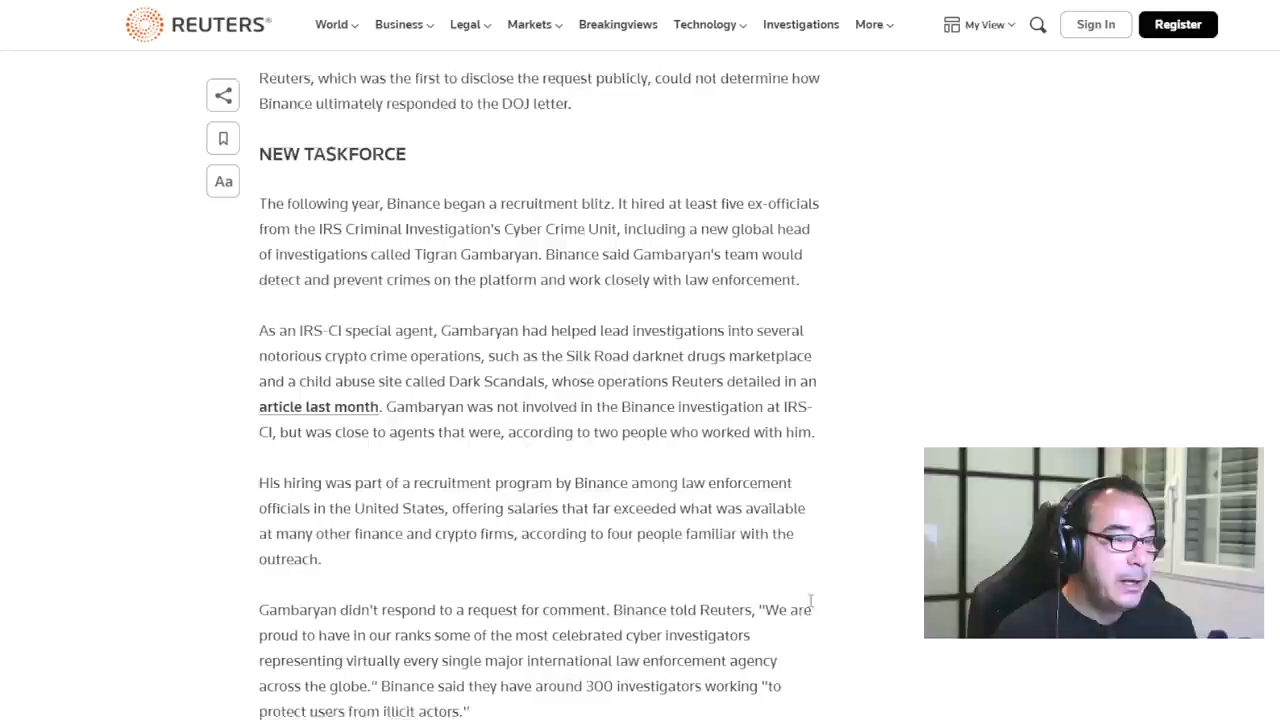 REUTERS®
World Business Legal Markets Breakingviews Technology Investigations More My View Sign In Register
Reuters, which was the first to disclose the request publicly, could not determine how
Binance ultimately responded to the DOJ letter.
NEW TASKFORCE
Aa
The following year, Binance began a recruitment blitz. It hired at least five ex-officials
from the IRS Criminal Investigation's Cyber Crime Unit, including a new global head
of investigations called Tigran Gambaryan. Binance said Gambaryan's team would
detect and prevent crimes on the platform and work closely with law enforcement.
As an IRS-CI special agent, Gambaryan had helped lead investigations into several
notorious crypto crime operations, such as the Silk Road darknet drugs marketplace
and a child abuse site called Dark Scandals, whose operations Reuters detailed in an
article last month. Gambaryan was not involved in the Binance investigation at IRS-
CI, but was close to agents that were, according to two people who worked with him.
His hiring was part of a recruitment program by Binance among law enforcement
officials in the United States, offering salaries that far exceeded what was available
at many other finance and crypto firms, according to four people familiar with the
outreach.
Gambaryan didn't respond to a request for comment. Binance told Reuters, "We are
proud to have in our ranks some of the most celebrated cyber investigators
representing virtually every single major international law enforcement agency
across the globe." Binance said they have around 300 investigators working "to
protect users from illicit actors."